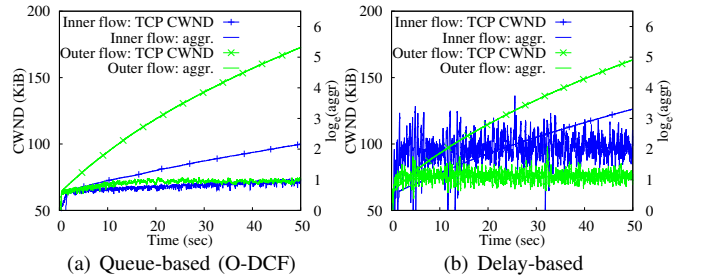 Inner flow: TCP CWND
Inner flow: aggr.
Outer flow: TCP CWND
Outer flow: aggr.
CWND (KiB)
200
150
100
50
0 10 20 30 40 50
Time (sec)
0
1
2
3
4
5
6
log_e(aggr)
(a) Queue-based (O-DCF)
Inner flow: TCP CWND
Inner flow: aggr.
Outer flow: TCP CWND
Outer flow: aggr.
CWND (KiB)
200
150
100
50
0 10 20 30 40 50
Time (sec)
0
1
2
3
4
5
6
log_e(aggr)
(b) Delay-based